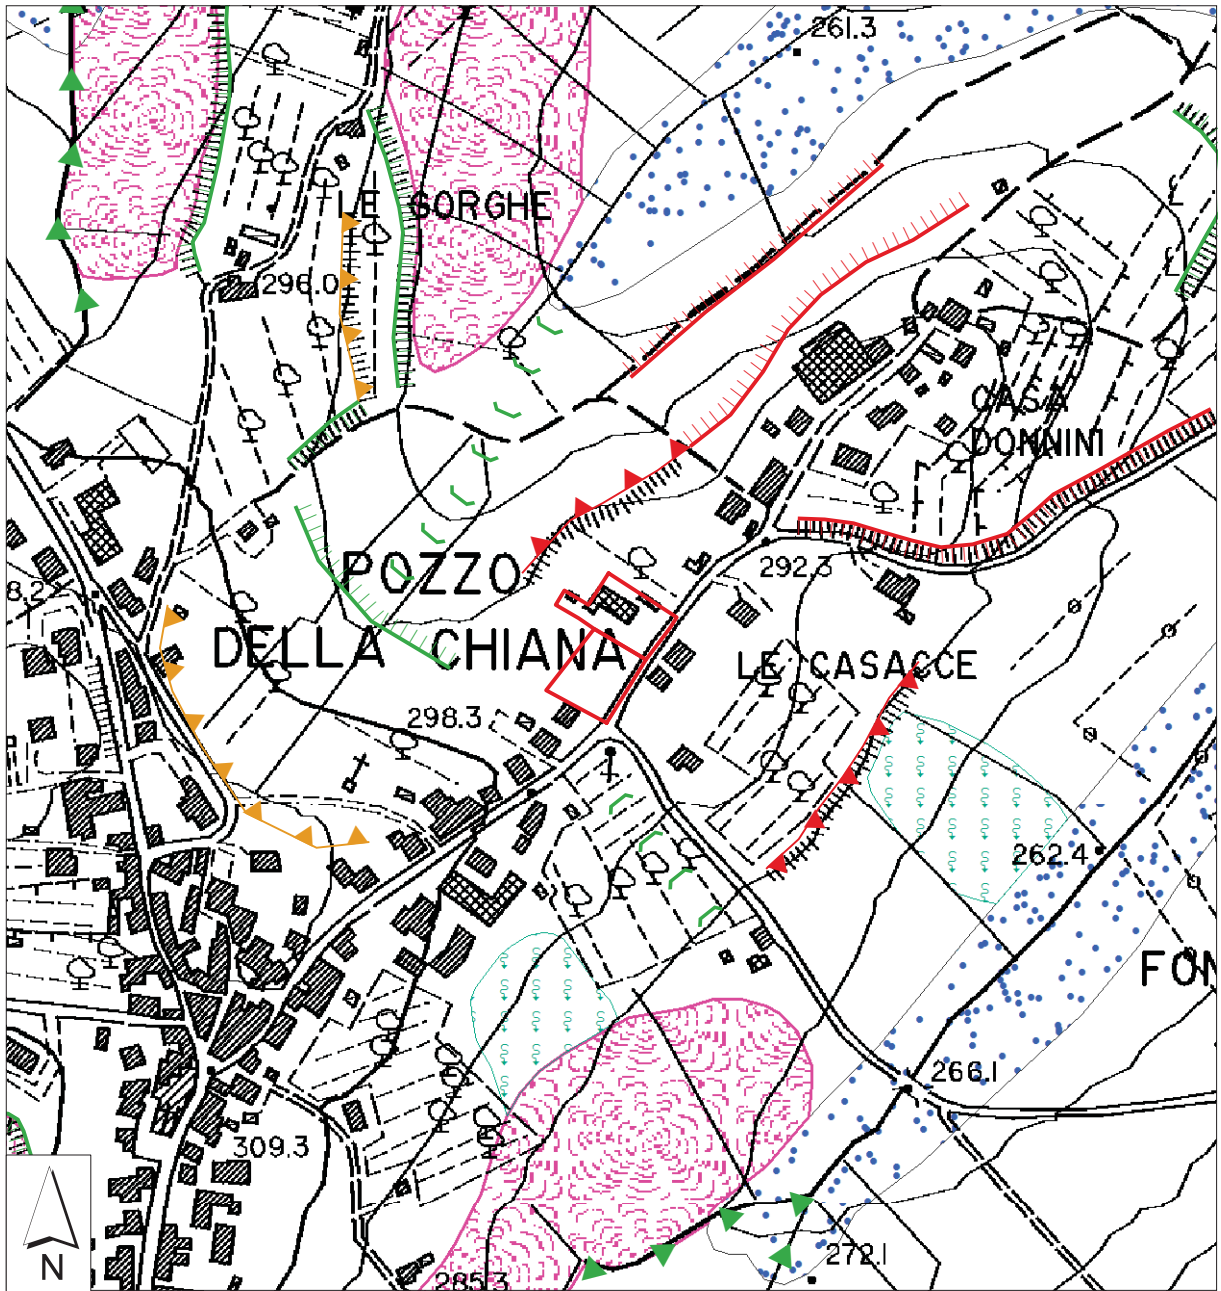 261.3
LE GORGHE
296.0
CASA
DONNINI
POZZO
292.3
8.2
DELLA CHIANA
LE CASACCE
298.3
262.4
FON
266.1
309.3
272.1
285.3
N